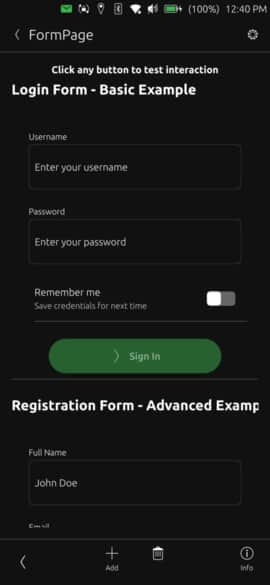 (100%) 12:40 PM
FormPage
Click any button to test interaction
Login Form - Basic Example
Username
Enter your username
Password
Enter your password
Remember me
Save credentials for next time
Sign In
Registration Form - Advanced Examp
Full Name
John Doe
Email
Add
Info